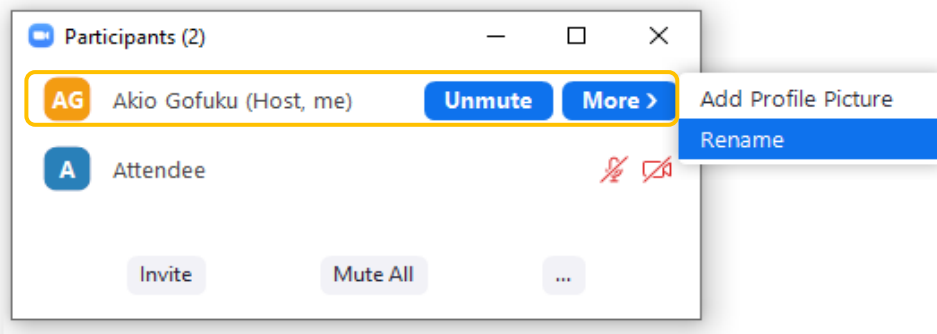 Participants (2)
AG Akio Gofuku (Host, me) Unmute More >
Add Profile Picture
Rename
A Attendee
Invite Mute All ...